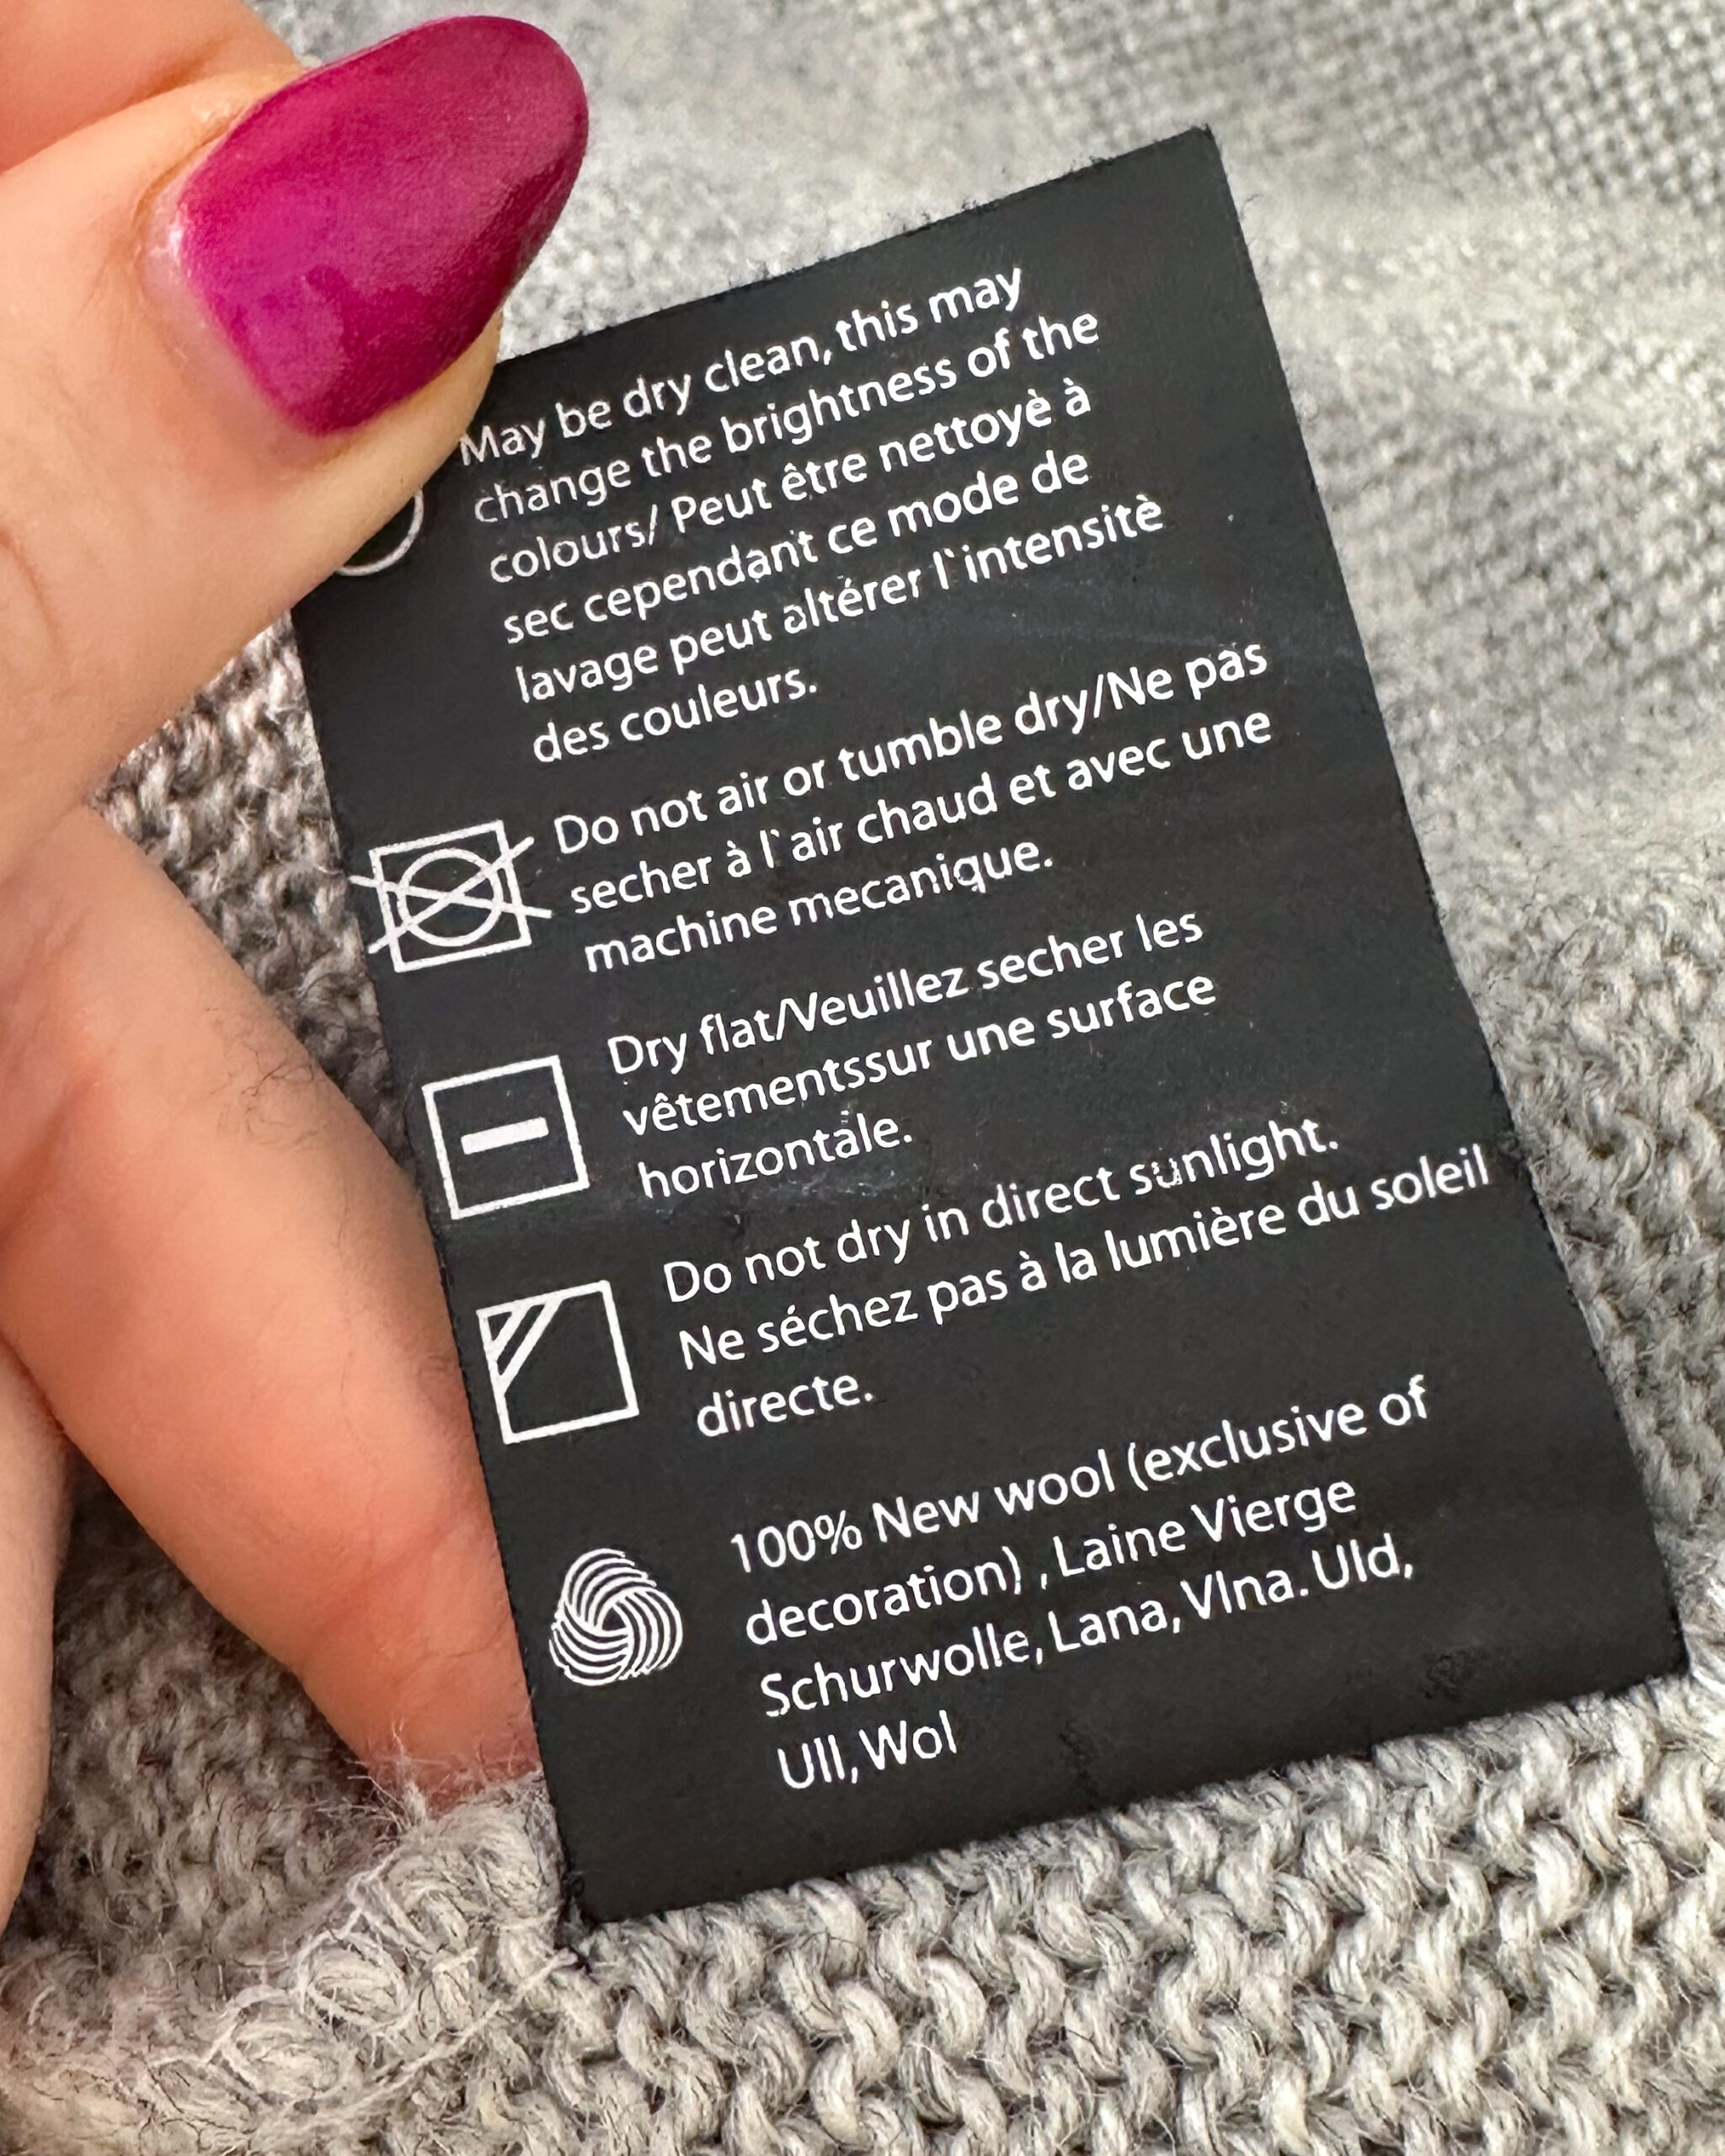 May be dry clean, this may
change the brightness of the
colours/ Peut être nettoyè à
sec cependant ce mode de
lavage peut altérer l`intensitè
des couleurs.
Do not air or tumble dry/Ne pas
secher à l`air chaud et avec une
machine mecanique.
Dry flat/Veuillez secher les
vêtementssur une surface
horizontale.
Do not dry in direct sunlight.
Ne séchez pas à la lumière du soleil
directe.
100% New wool (exclusive of
decoration) , Laine Vierge
Schurwolle, Lana, Vlna. Uld,
Ull, Wol